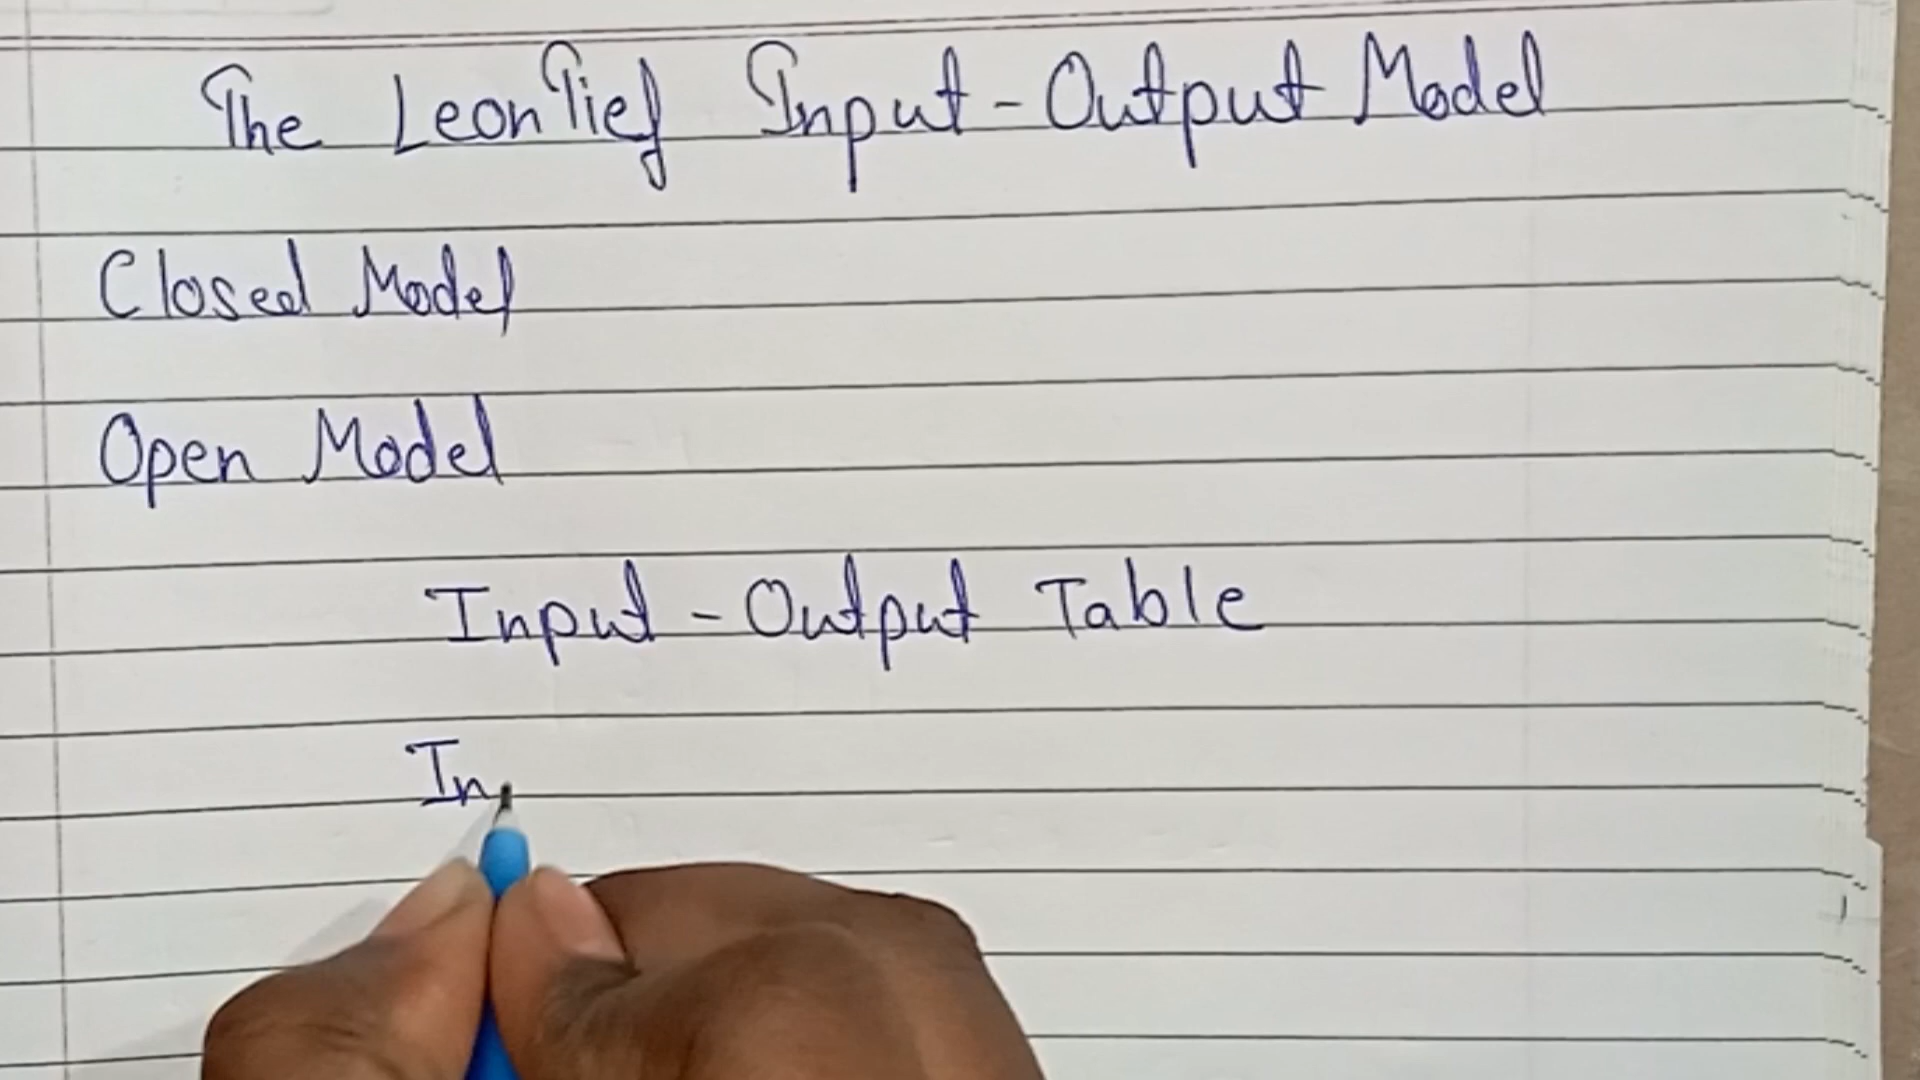 The Leontief Input-Output Model
Closed Model
Open Model
Input-Output Table
In